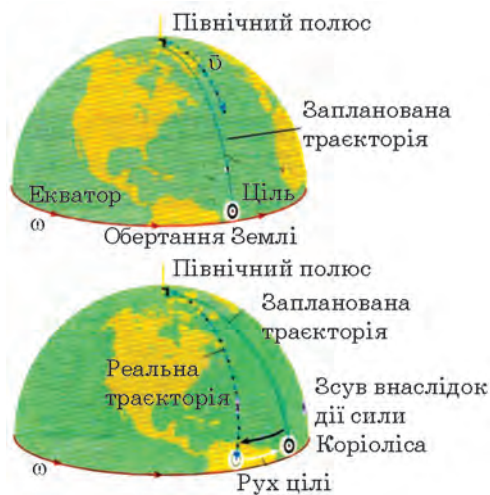 Північний полюс
υ
Запланована
траєкторія
Екватор
Ціль
ω
Обертання Землі
Північний полюс
Запланована
траєкторія
Реальна
траєкторія
Зсув внаслідок
дії сили
Коріоліса
ω
Рух цілі